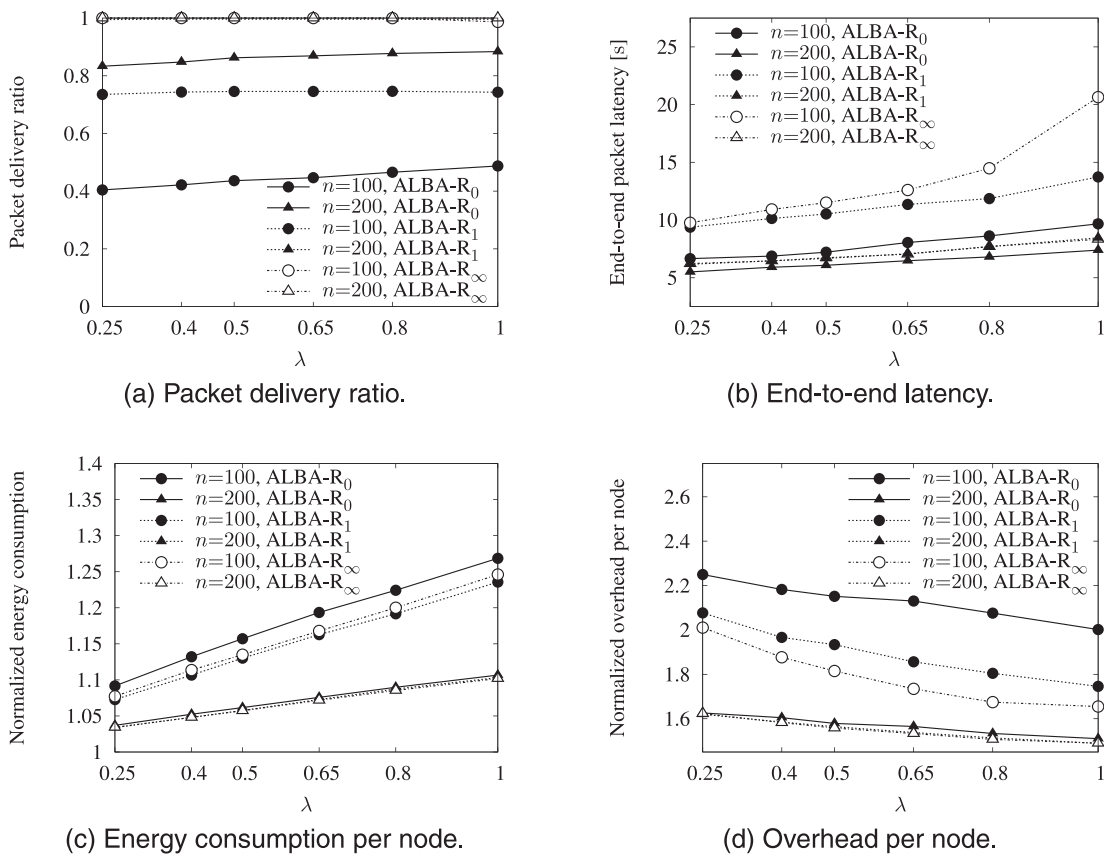 1
0.8
0.6
0.4
0.2
0
Packet delivery ratio
n=100, ALBA-R0
n=200, ALBA-R0
n=100, ALBA-R1
n=200, ALBA-R1
n=100, ALBA-R∞
n=200, ALBA-R∞
0.25 0.4 0.5 0.65 0.8 1
λ
(a) Packet delivery ratio.
25
20
15
10
5
End-to-end packet latency [s]
n=100, ALBA-R0
n=200, ALBA-R0
n=100, ALBA-R1
n=200, ALBA-R1
n=100, ALBA-R∞
n=200, ALBA-R∞
0.25 0.4 0.5 0.65 0.8 1
λ
(b) End-to-end latency.
1.4
1.35
1.3
1.25
1.2
1.15
1.1
1.05
1
Normalized energy consumption
n=100, ALBA-R0
n=200, ALBA-R0
n=100, ALBA-R1
n=200, ALBA-R1
n=100, ALBA-R∞
n=200, ALBA-R∞
0.25 0.4 0.5 0.65 0.8 1
λ
(c) Energy consumption per node.
2.6
2.4
2.2
2
1.8
1.6
Normalized overhead per node
n=100, ALBA-R0
n=200, ALBA-R0
n=100, ALBA-R1
n=200, ALBA-R1
n=100, ALBA-R∞
n=200, ALBA-R∞
0.25 0.4 0.5 0.65 0.8 1
λ
(d) Overhead per node.